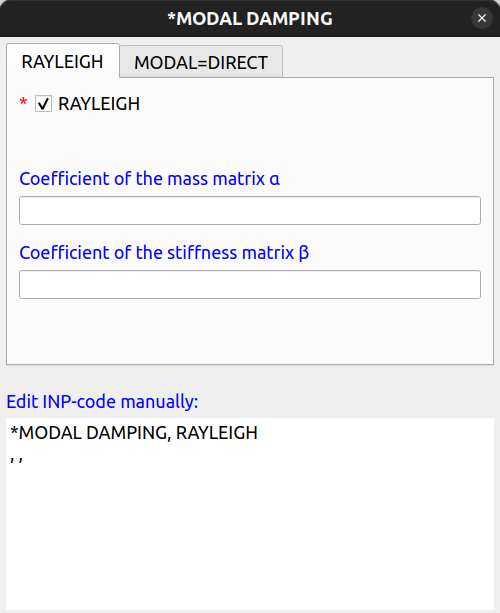 *MODAL DAMPING
RAYLEIGH MODAL=DIRECT
* RAYLEIGH
Coefficient of the mass matrix α
Coefficient of the stiffness matrix β
Edit INP-code manually:
*MODAL DAMPING, RAYLEIGH
, ,